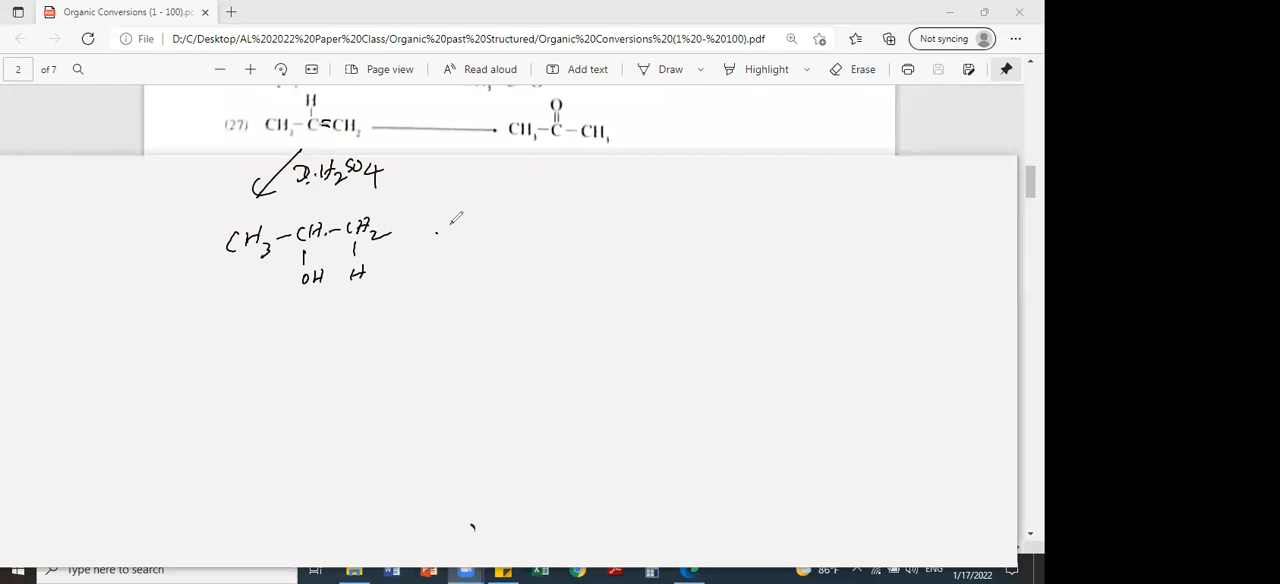 Organic Conversions (1 - 100).pc
Not syncing
File
D:/C/Desktop/AL%202022%20Paper%20Class/Organic%20past%20Structured/Organic%20Conversions%20(1%20-%20100).pdf
2 of 7
Page view
Read aloud
Add text
Draw
Highlight
Erase
H O
(27) CH₃–C=CH₂ CH₃–C–CH₃
D.H₂SO4
CH3–CH–CH2
OH H
Type here to search
86°F
ENG
1/17/2022